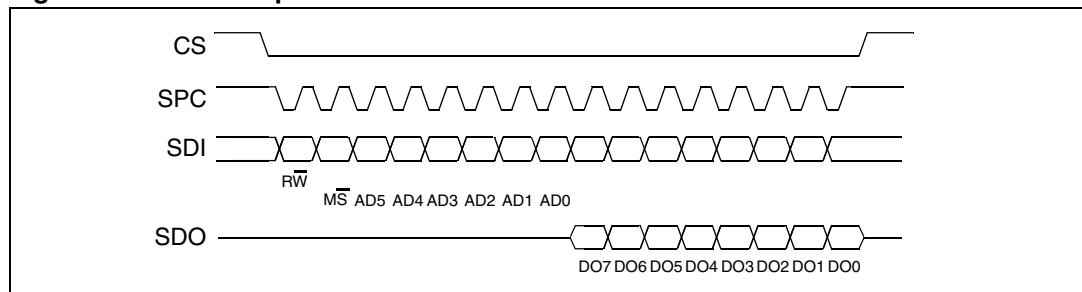 CS
SPC
SDI
RW̅
MS̅ AD5 AD4 AD3 AD2 AD1 AD0
SDO
DO7 DO6 DO5 DO4 DO3 DO2 DO1 DO0